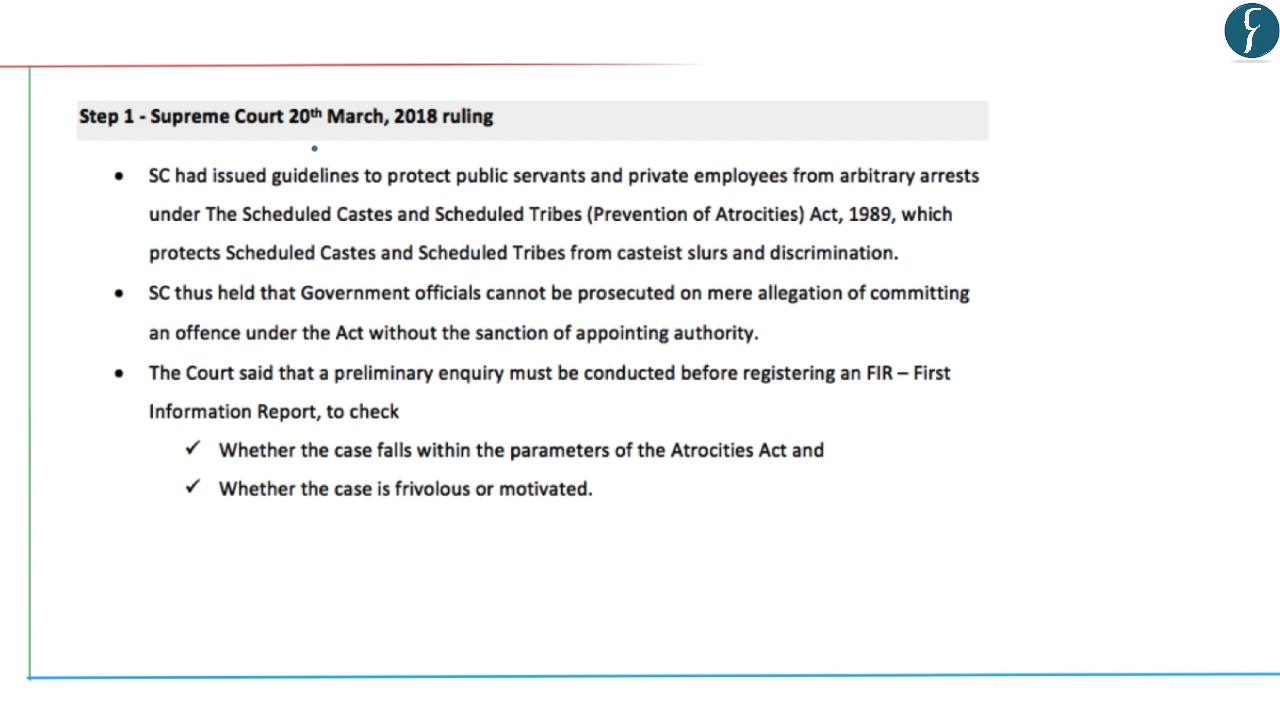 Step 1 - Supreme Court 20th March, 2018 ruling
• SC had issued guidelines to protect public servants and private employees from arbitrary arrests
under The Scheduled Castes and Scheduled Tribes (Prevention of Atrocities) Act, 1989, which
protects Scheduled Castes and Scheduled Tribes from casteist slurs and discrimination.
• SC thus held that Government officials cannot be prosecuted on mere allegation of committing
an offence under the Act without the sanction of appointing authority.
• The Court said that a preliminary enquiry must be conducted before registering an FIR – First
Information Report, to check
✓ Whether the case falls within the parameters of the Atrocities Act and
✓ Whether the case is frivolous or motivated.